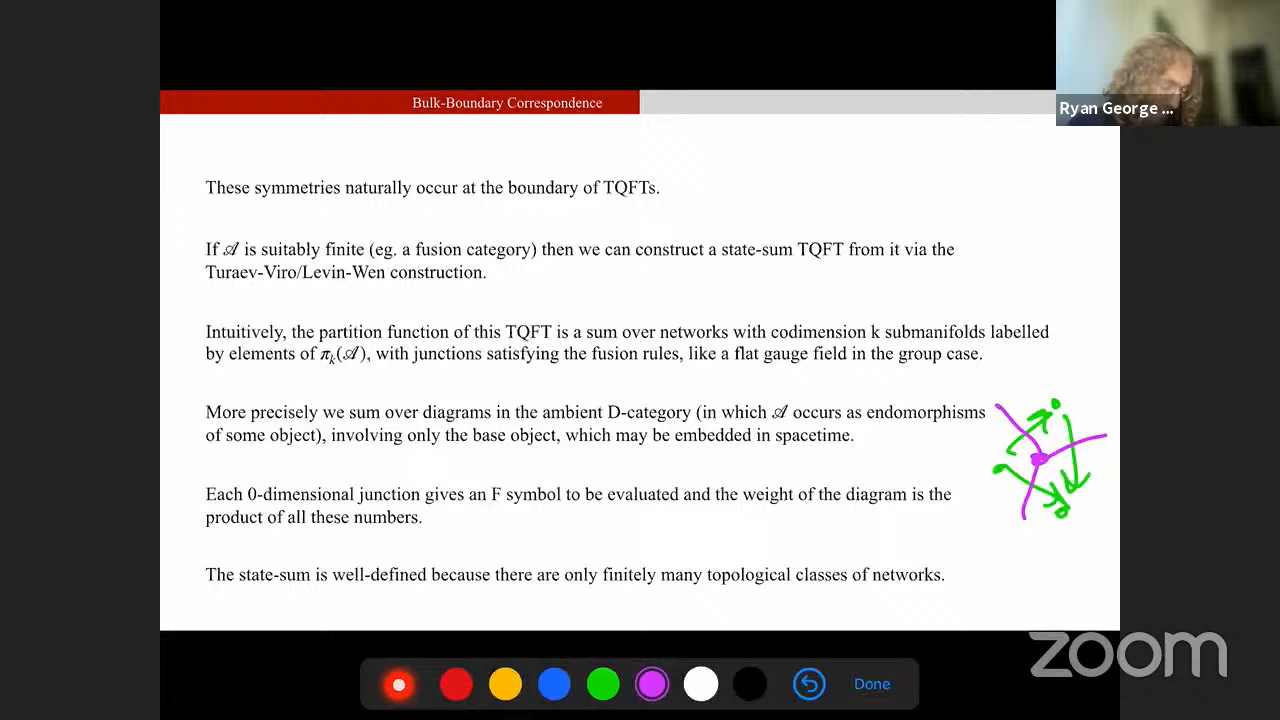 Bulk-Boundary Correspondence
Ryan George ...
These symmetries naturally occur at the boundary of TQFTs.
If 𝒜 is suitably finite (eg. a fusion category) then we can construct a state-sum TQFT from it via the
Turaev-Viro/Levin-Wen construction.
Intuitively, the partition function of this TQFT is a sum over networks with codimension k submanifolds labelled
by elements of πₖ(𝒜), with junctions satisfying the fusion rules, like a flat gauge field in the group case.
More precisely we sum over diagrams in the ambient D-category (in which 𝒜 occurs as endomorphisms
of some object), involving only the base object, which may be embedded in spacetime.
Each 0-dimensional junction gives an F symbol to be evaluated and the weight of the diagram is the
product of all these numbers.
The state-sum is well-defined because there are only finitely many topological classes of networks.
zoom
Done